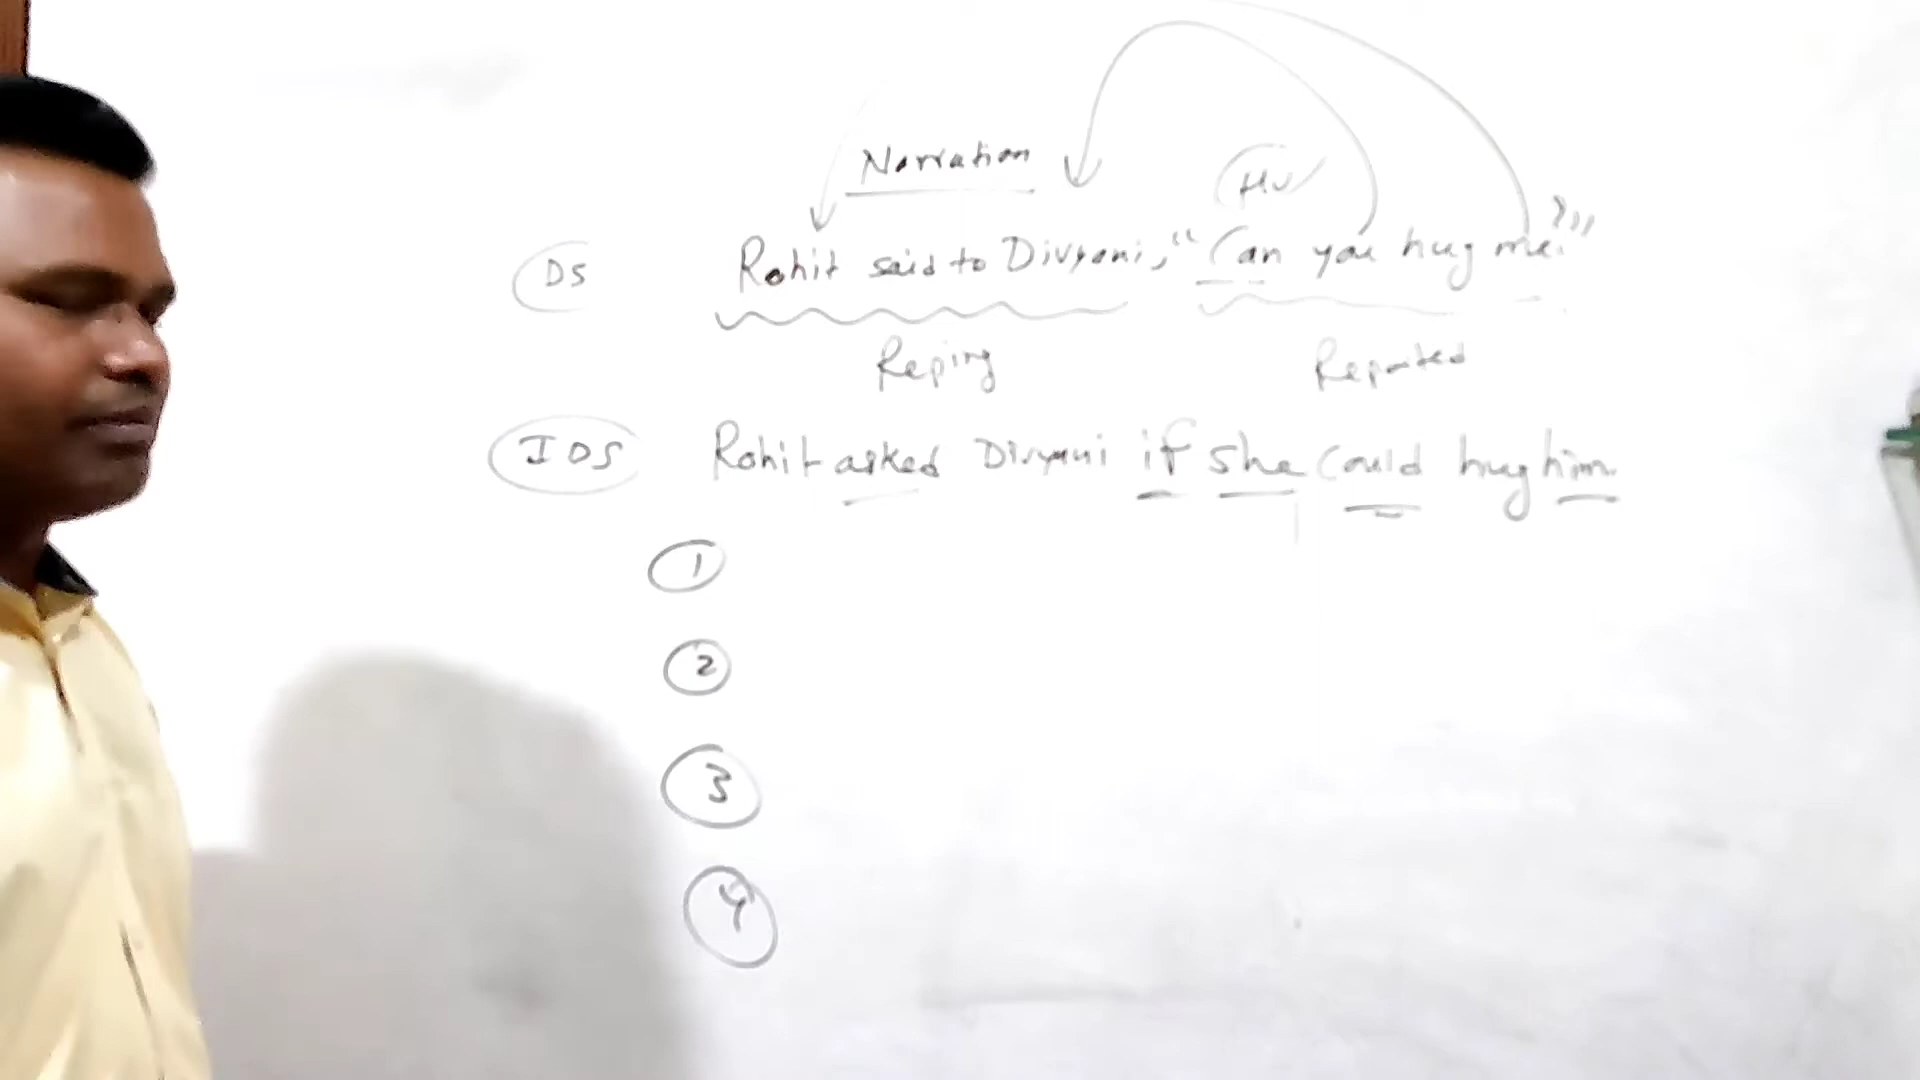 Narration
HV
DS Rohit said to Divyani, "Can you hug me?"
Reping Reported
IDS Rohit asked Divyani if she could hug him
1
2
3
4